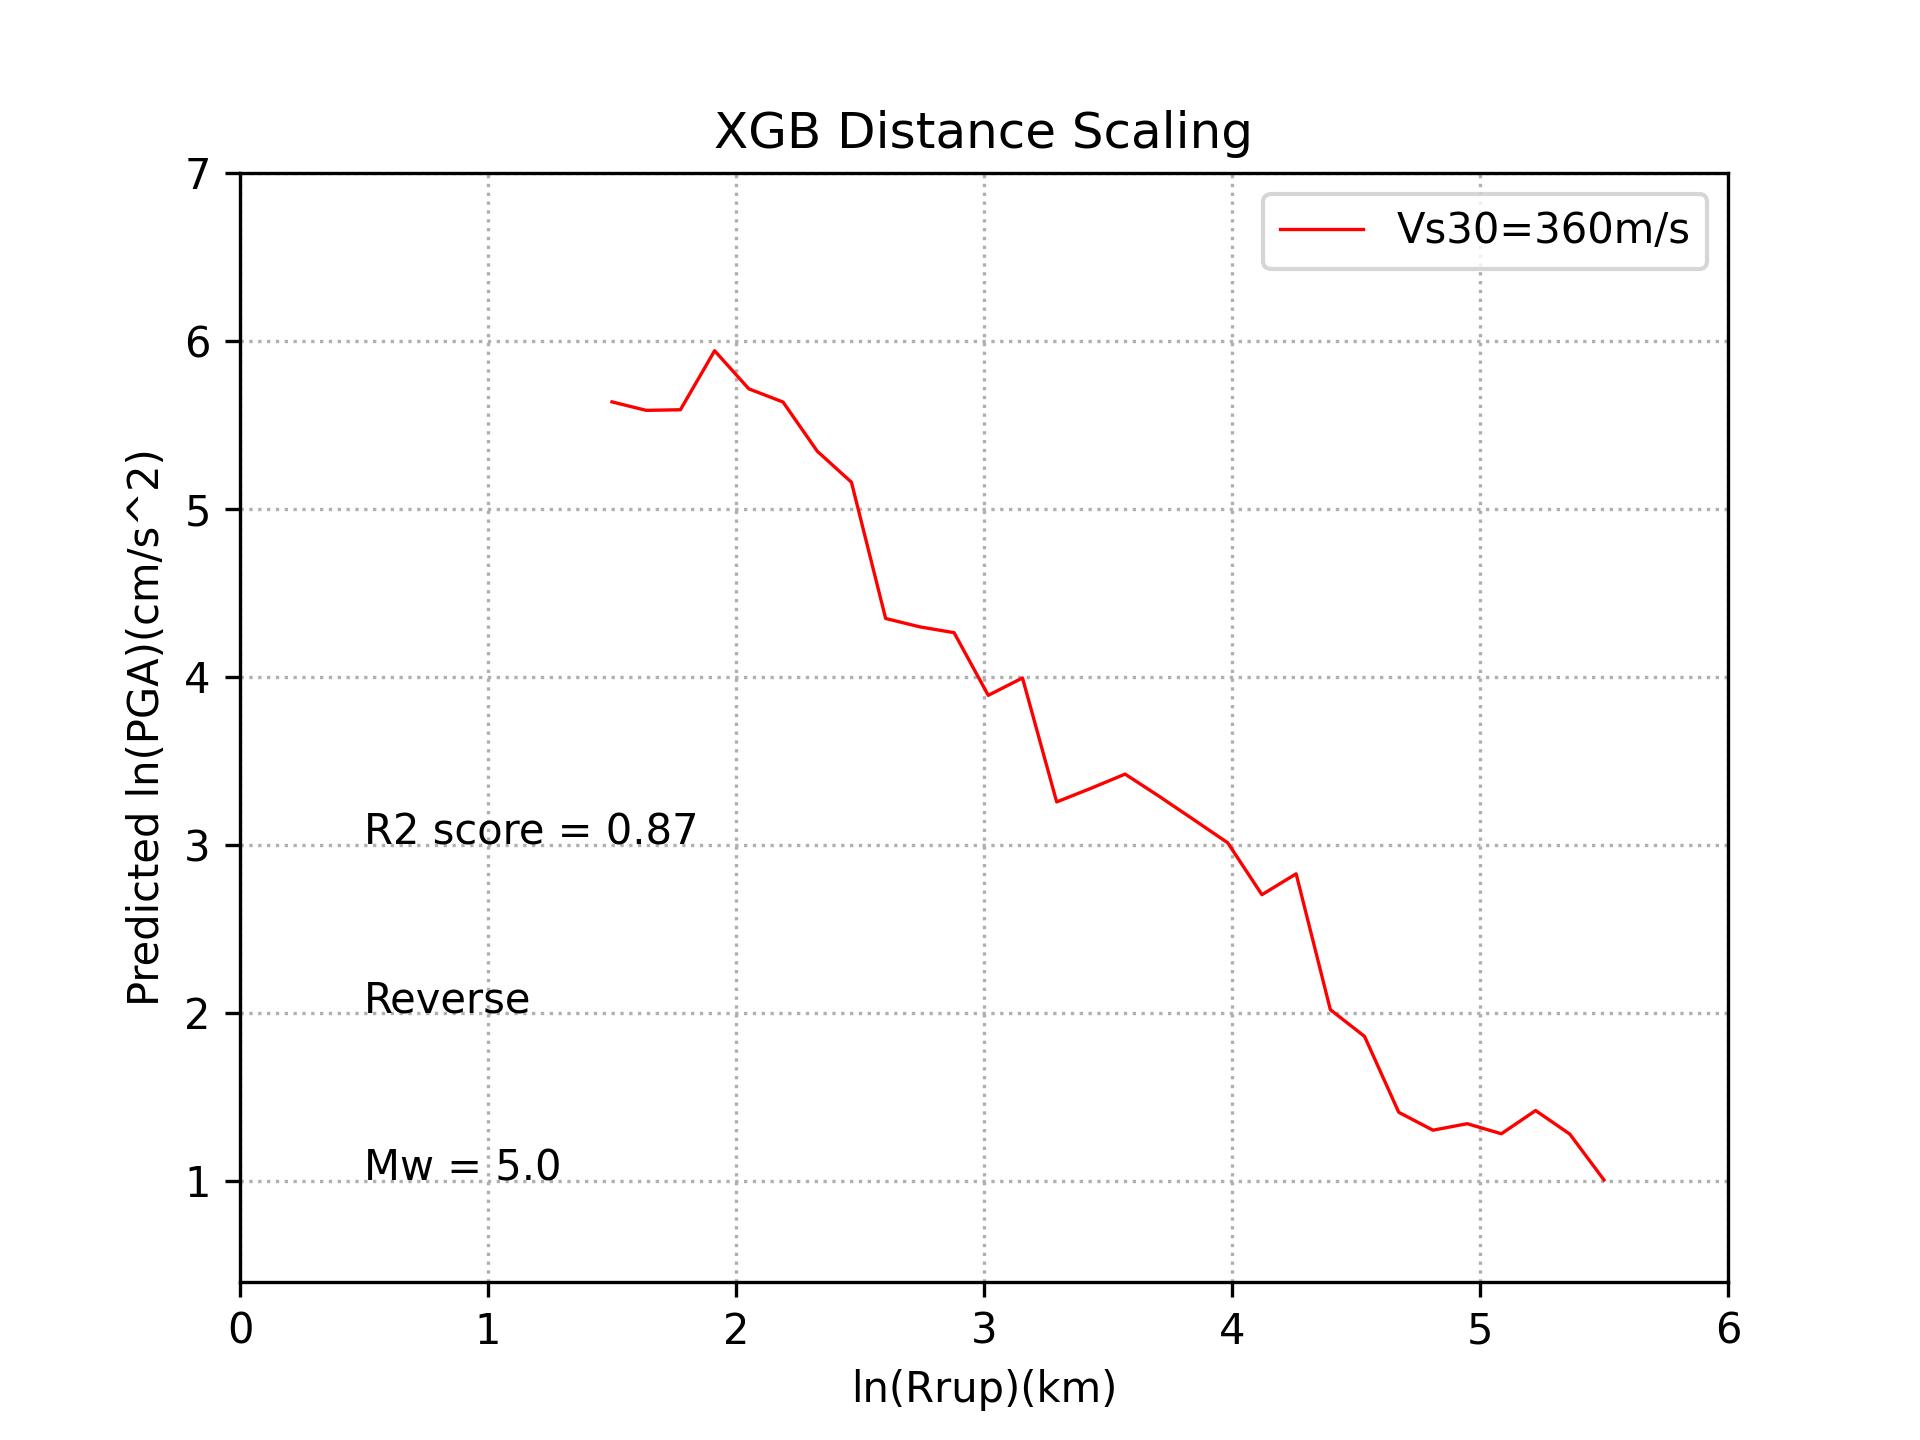 XGB Distance Scaling
Vs30=360m/s
Predicted ln(PGA)(cm/s^2)
7
6
5
4
3
2
1
R2 score = 0.87
Reverse
Mw = 5.0
0 1 2 3 4 5 6
ln(Rrup)(km)